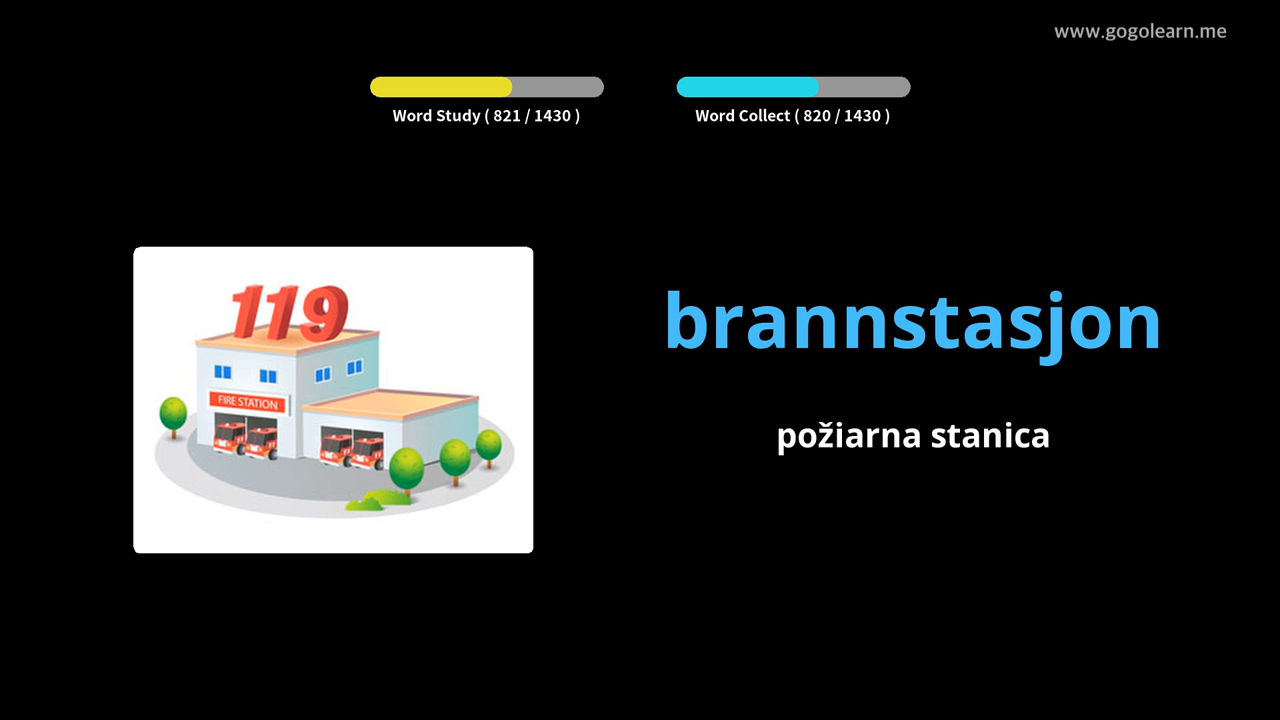 www.gogolearn.me
Word Study ( 821 / 1430 )
Word Collect ( 820 / 1430 )
119
FIRE STATION
brannstasjon
požiarna stanica